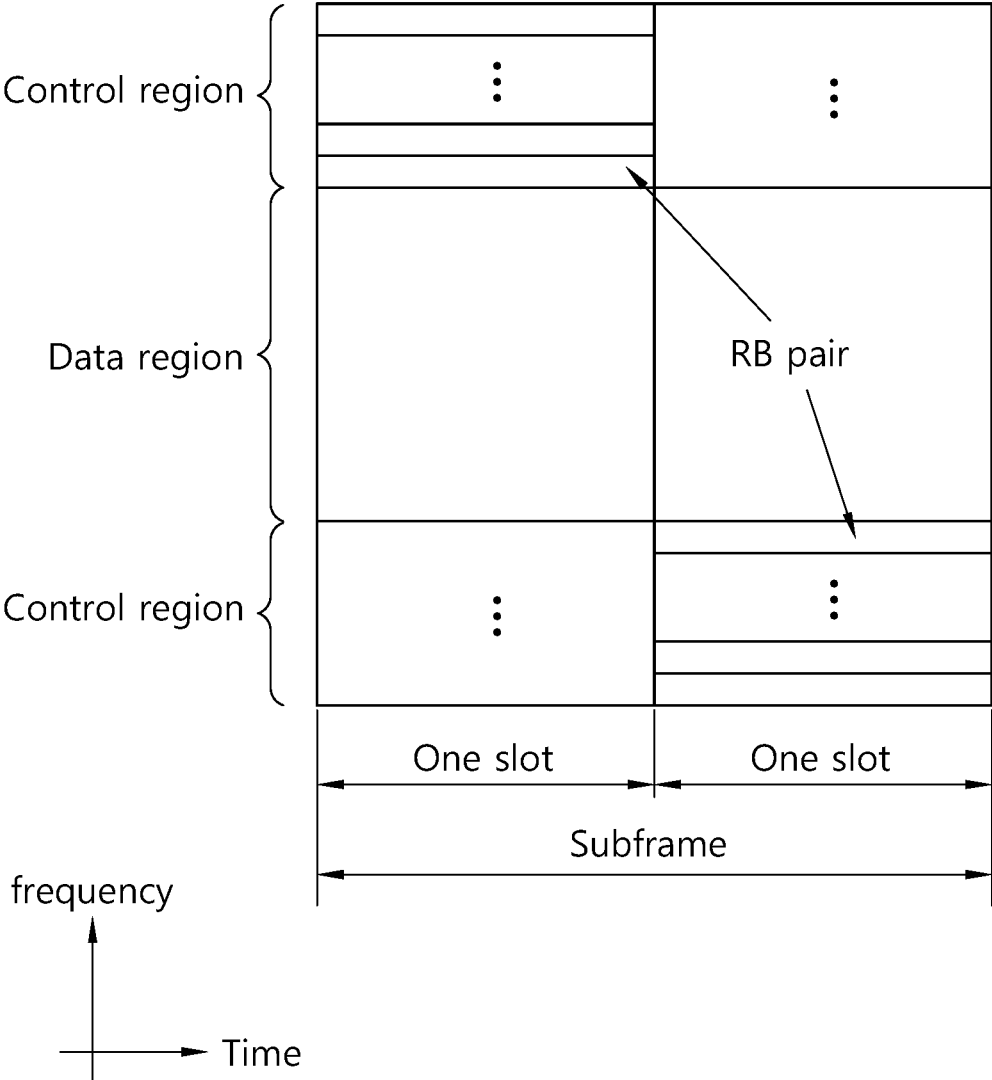 Control region
Data region
RB pair
Control region
One slot
One slot
Subframe
frequency
Time